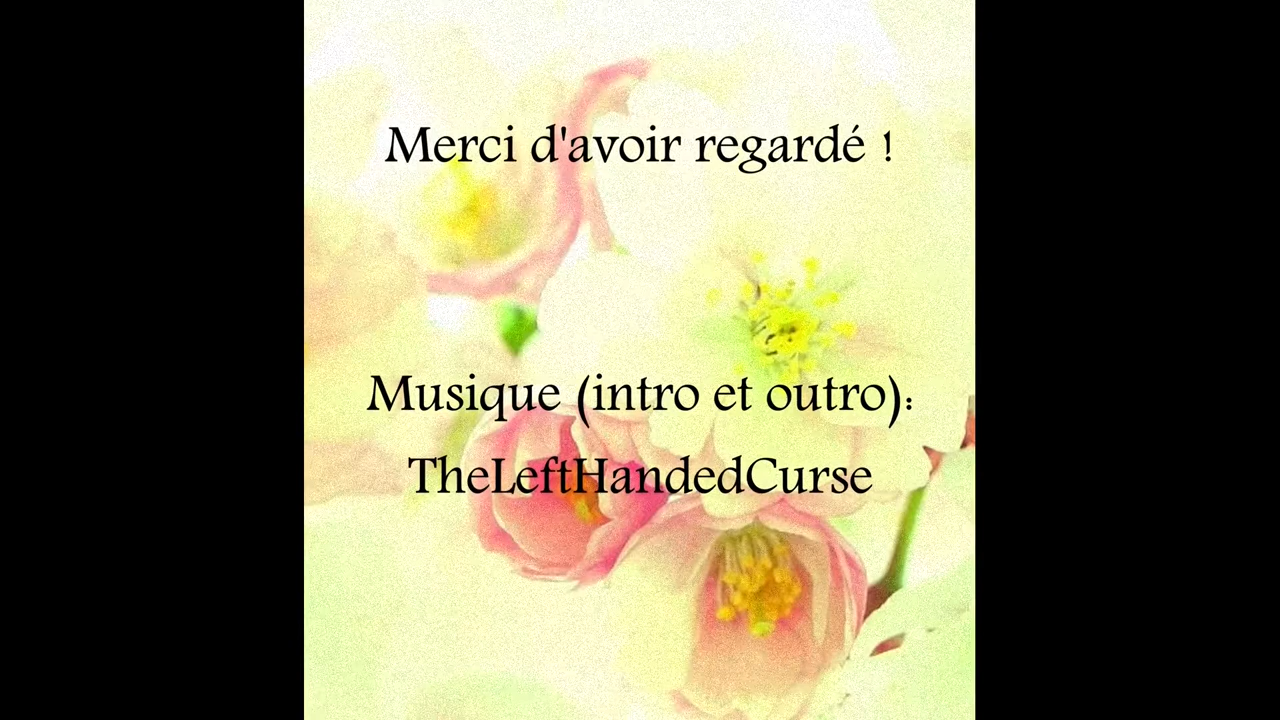 Merci d'avoir regardé !
Musique (intro et outro):
TheLeftHandedCurse